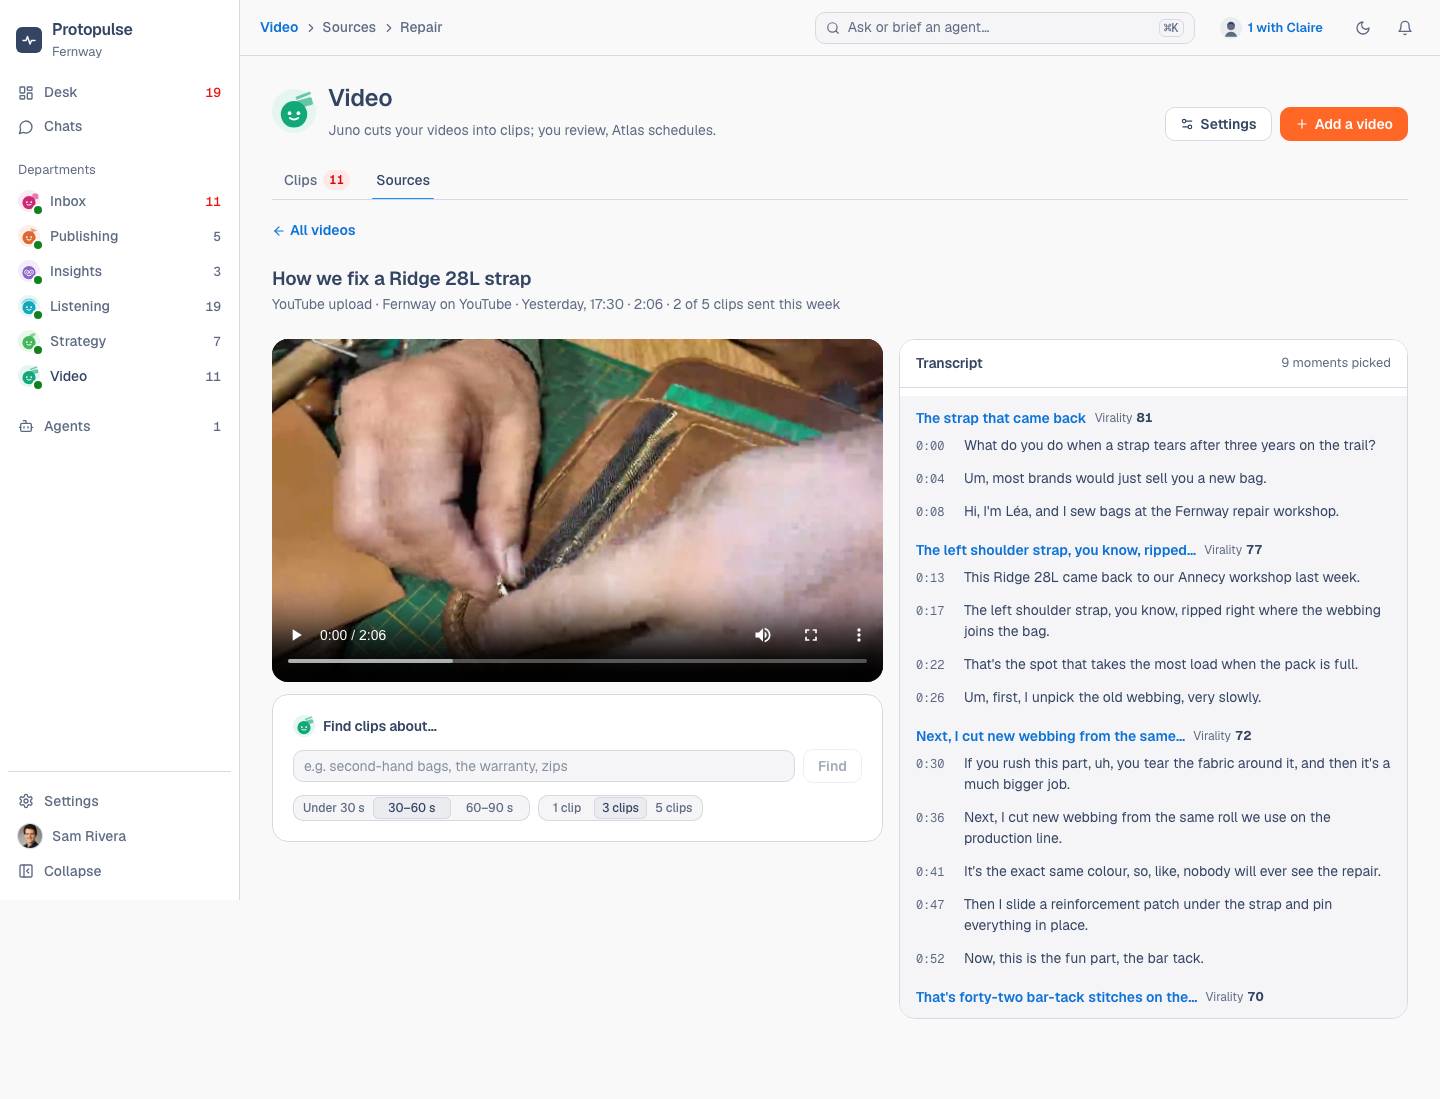 Protopulse
Fernway
Desk 19
Chats
Departments
Inbox 11
Publishing 5
Insights 3
Listening 19
Strategy 7
Video 11
Agents 1
Settings
Sam Rivera
Collapse
Video > Sources > Repair
Ask or brief an agent… ⌘K
1 with Claire
Video
Juno cuts your videos into clips; you review, Atlas schedules.
Settings
+ Add a video
Clips 11
Sources
← All videos
How we fix a Ridge 28L strap
YouTube upload · Fernway on YouTube · Yesterday, 17:30 · 2:06 · 2 of 5 clips sent this week
0:00 / 2:06
Find clips about…
e.g. second-hand bags, the warranty, zips
Find
Under 30 s 30–60 s 60–90 s
1 clip 3 clips 5 clips
Transcript
9 moments picked
The strap that came back Virality 81
0:00 What do you do when a strap tears after three years on the trail?
0:04 Um, most brands would just sell you a new bag.
0:08 Hi, I'm Léa, and I sew bags at the Fernway repair workshop.
The left shoulder strap, you know, ripped… Virality 77
0:13 This Ridge 28L came back to our Annecy workshop last week.
0:17 The left shoulder strap, you know, ripped right where the webbing
joins the bag.
0:22 That's the spot that takes the most load when the pack is full.
0:26 Um, first, I unpick the old webbing, very slowly.
Next, I cut new webbing from the same… Virality 72
0:30 If you rush this part, uh, you tear the fabric around it, and then it's a
much bigger job.
0:36 Next, I cut new webbing from the same roll we use on the
production line.
0:41 It's the exact same colour, so, like, nobody will ever see the repair.
0:47 Then I slide a reinforcement patch under the strap and pin
everything in place.
0:52 Now, this is the fun part, the bar tack.
That's forty-two bar-tack stitches on the… Virality 70